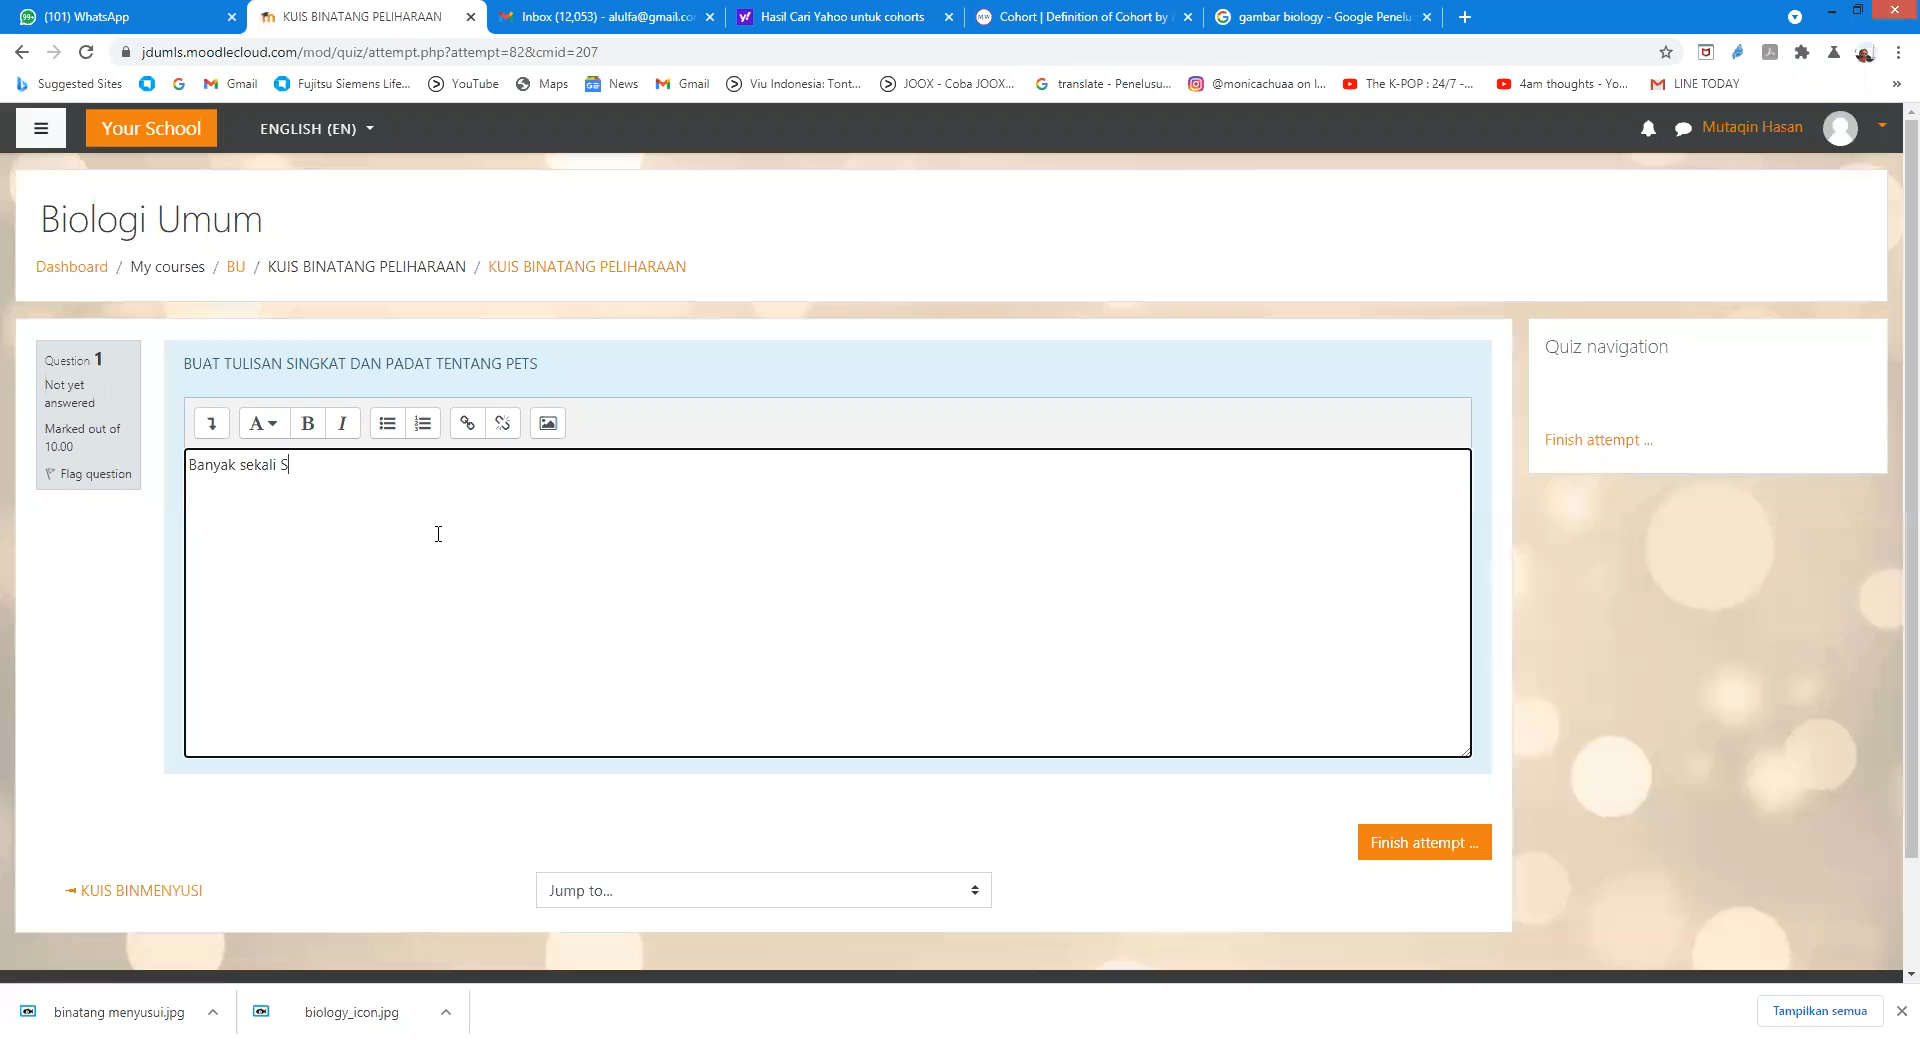 (101) WhatsApp
KUIS BINATANG PELIHARAAN
Inbox (12,053) - alulfa@gmail.co
Hasil Cari Yahoo untuk cohorts
Cohort | Definition of Cohort by
gambar biology - Google Penelu
jdumls.moodlecloud.com/mod/quiz/attempt.php?attempt=82&cmid=207
Suggested Sites
Gmail
Fujitsu Siemens Life...
YouTube
Maps
News
Gmail
Viu Indonesia: Tont...
JOOX - Coba JOOX...
translate - Penelusu...
@monicachuaa on I...
The K-POP : 24/7 -...
4am thoughts - Yo...
LINE TODAY
Your School
ENGLISH (EN)
Mutaqin Hasan
Biologi Umum
Dashboard / My courses / BU / KUIS BINATANG PELIHARAAN / KUIS BINATANG PELIHARAAN
Question 1
Not yet
answered
Marked out of
10.00
Flag question
BUAT TULISAN SINGKAT DAN PADAT TENTANG PETS
A
B
I
Banyak sekali S
Quiz navigation
Finish attempt ...
Finish attempt ...
KUIS BINMENYUSI
Jump to...
binatang menyusui.jpg
biology_icon.jpg
Tampilkan semua